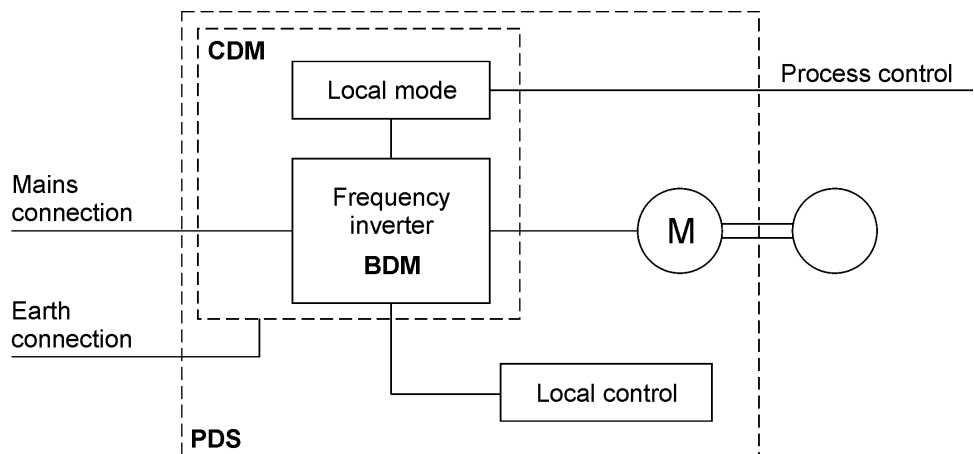 CDM
Local mode
Process control
Mains
connection
Frequency
inverter
BDM
M
Earth
connection
Local control
PDS